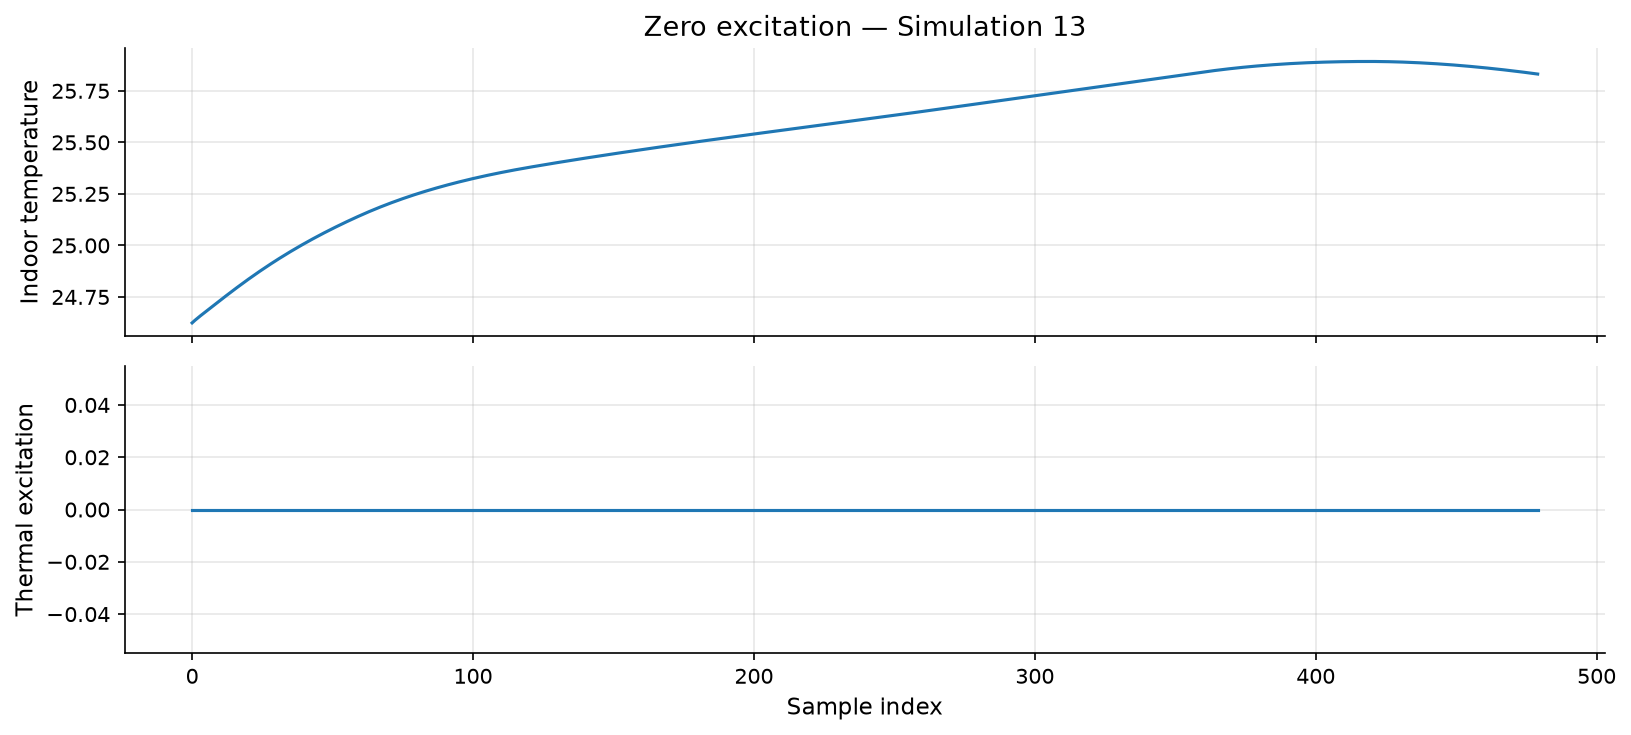 Zero excitation — Simulation 13
Indoor temperature
25.75
25.50
25.25
25.00
24.75
Thermal excitation
0.04
0.02
0.00
−0.02
−0.04
0 100 200 300 400 500
Sample index